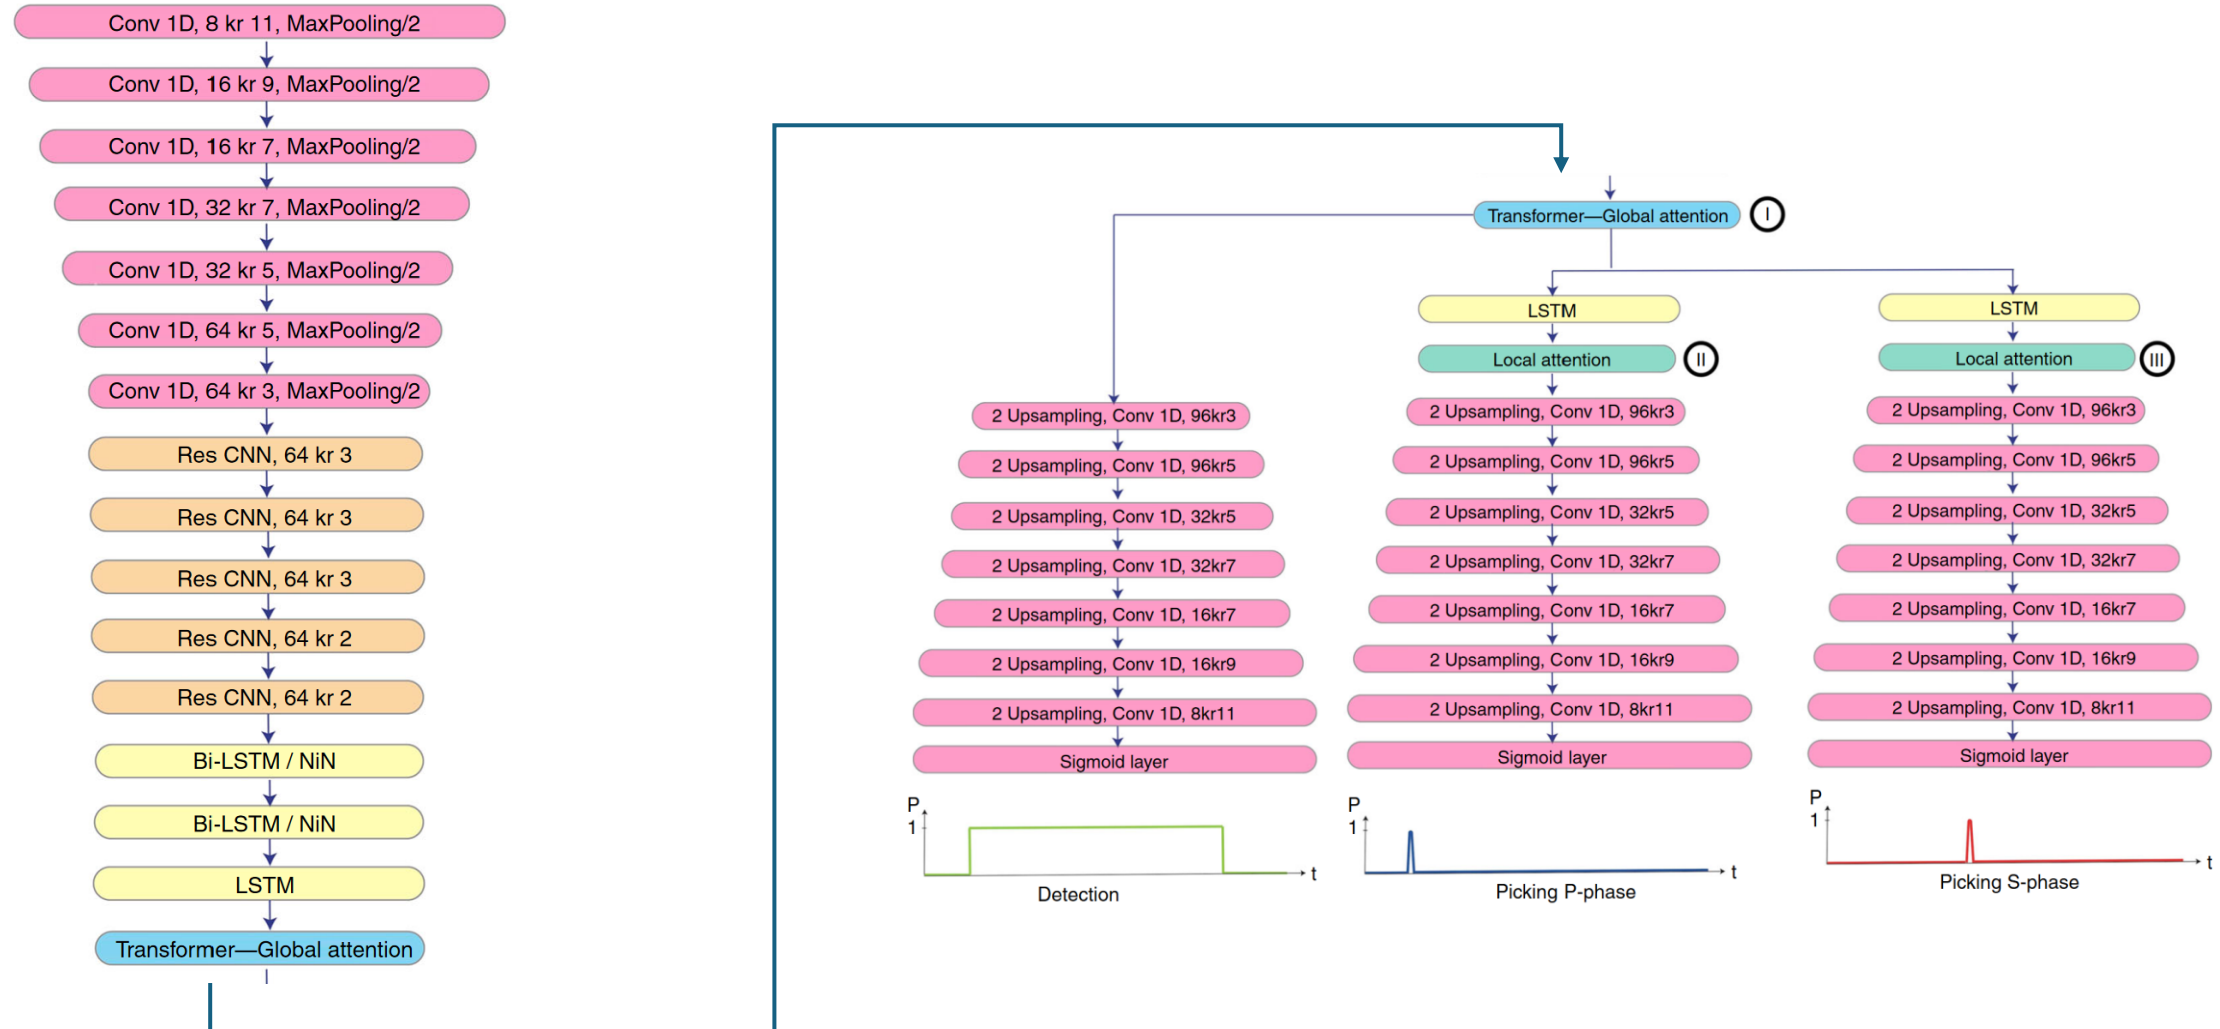 Conv 1D, 8 kr 11, MaxPooling/2
Conv 1D, 16 kr 9, MaxPooling/2
Conv 1D, 16 kr 7, MaxPooling/2
Conv 1D, 32 kr 7, MaxPooling/2
Conv 1D, 32 kr 5, MaxPooling/2
Conv 1D, 64 kr 5, MaxPooling/2
Conv 1D, 64 kr 3, MaxPooling/2
Res CNN, 64 kr 3
Res CNN, 64 kr 3
Res CNN, 64 kr 3
Res CNN, 64 kr 2
Res CNN, 64 kr 2
Bi-LSTM / NiN
Bi-LSTM / NiN
LSTM
Transformer—Global attention
Transformer—Global attention
I
2 Upsampling, Conv 1D, 96kr3
2 Upsampling, Conv 1D, 96kr5
2 Upsampling, Conv 1D, 32kr5
2 Upsampling, Conv 1D, 32kr7
2 Upsampling, Conv 1D, 16kr7
2 Upsampling, Conv 1D, 16kr9
2 Upsampling, Conv 1D, 8kr11
Sigmoid layer
P
1
t
Detection
LSTM
Local attention
II
2 Upsampling, Conv 1D, 96kr3
2 Upsampling, Conv 1D, 96kr5
2 Upsampling, Conv 1D, 32kr5
2 Upsampling, Conv 1D, 32kr7
2 Upsampling, Conv 1D, 16kr7
2 Upsampling, Conv 1D, 16kr9
2 Upsampling, Conv 1D, 8kr11
Sigmoid layer
P
1
t
Picking P-phase
LSTM
Local attention
III
2 Upsampling, Conv 1D, 96kr3
2 Upsampling, Conv 1D, 96kr5
2 Upsampling, Conv 1D, 32kr5
2 Upsampling, Conv 1D, 32kr7
2 Upsampling, Conv 1D, 16kr7
2 Upsampling, Conv 1D, 16kr9
2 Upsampling, Conv 1D, 8kr11
Sigmoid layer
P
1
t
Picking S-phase